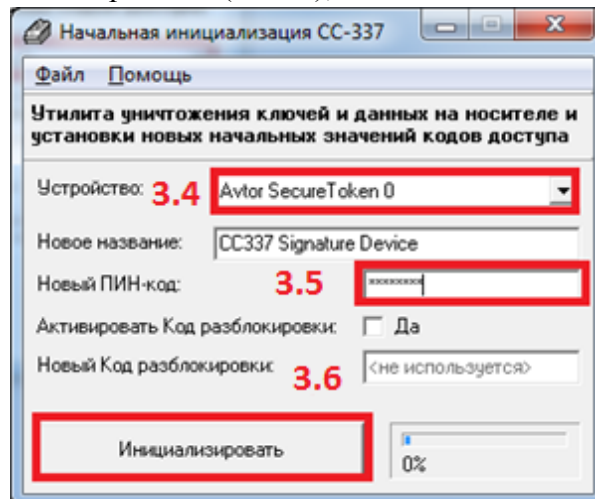 Начальная инициализация СС-337
Файл Помощь
Утилита уничтожения ключей и данных на носителе и
установки новых начальных значений кодов доступа
Устройство: 3.4 Avtor SecureToken 0
Новое название: CC337 Signature Device
Новый ПИН-код: 3.5 ********
Активировать Код разблокировки: Да
Новый Код разблокировки: 3.6 <не используется>
Инициализировать 0%